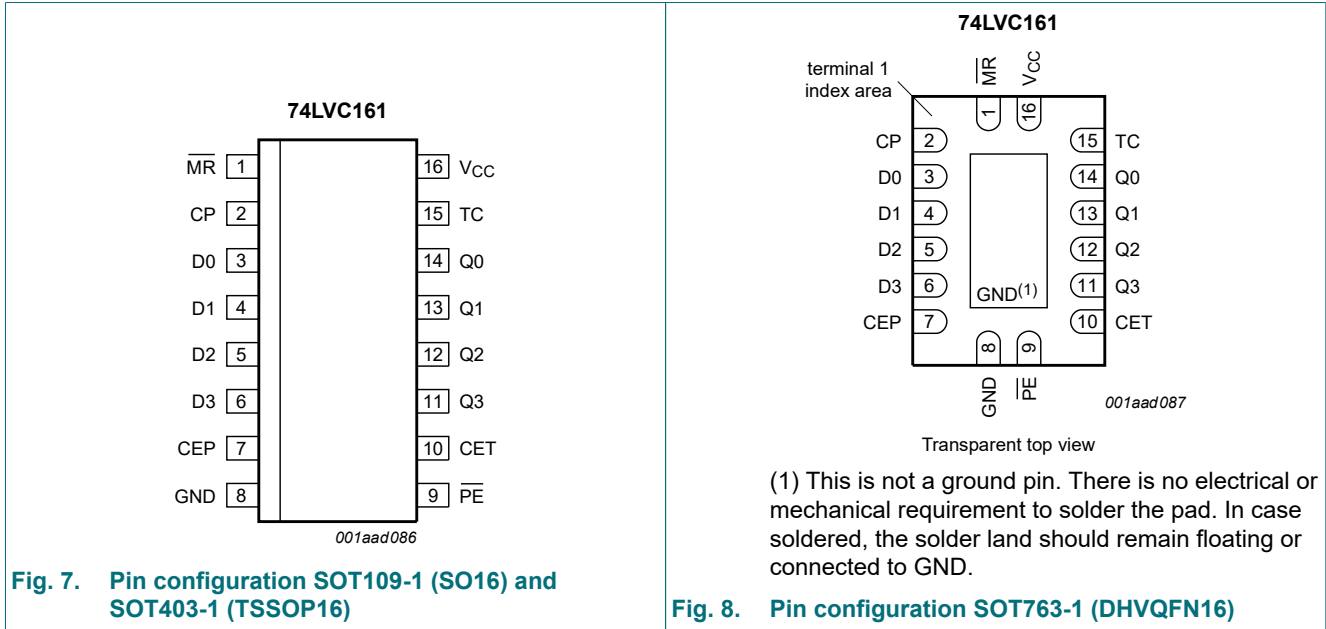 74LVC161
MR 1
CP 2
D0 3
D1 4
D2 5
D3 6
CEP 7
GND 8
16 VCC
15 TC
14 Q0
13 Q1
12 Q2
11 Q3
10 CET
9 PE
001aad086
Fig. 7. Pin configuration SOT109-1 (SO16) and
SOT403-1 (TSSOP16)
74LVC161
terminal 1
index area
MR
VCC
1
16
CP 2
D0 3
D1 4
D2 5
D3 6
CEP 7
15 TC
14 Q0
13 Q1
12 Q2
11 Q3
10 CET
GND(1)
8
9
GND
PE
001aad087
Transparent top view
(1) This is not a ground pin. There is no electrical or
mechanical requirement to solder the pad. In case
soldered, the solder land should remain floating or
connected to GND.
Fig. 8. Pin configuration SOT763-1 (DHVQFN16)